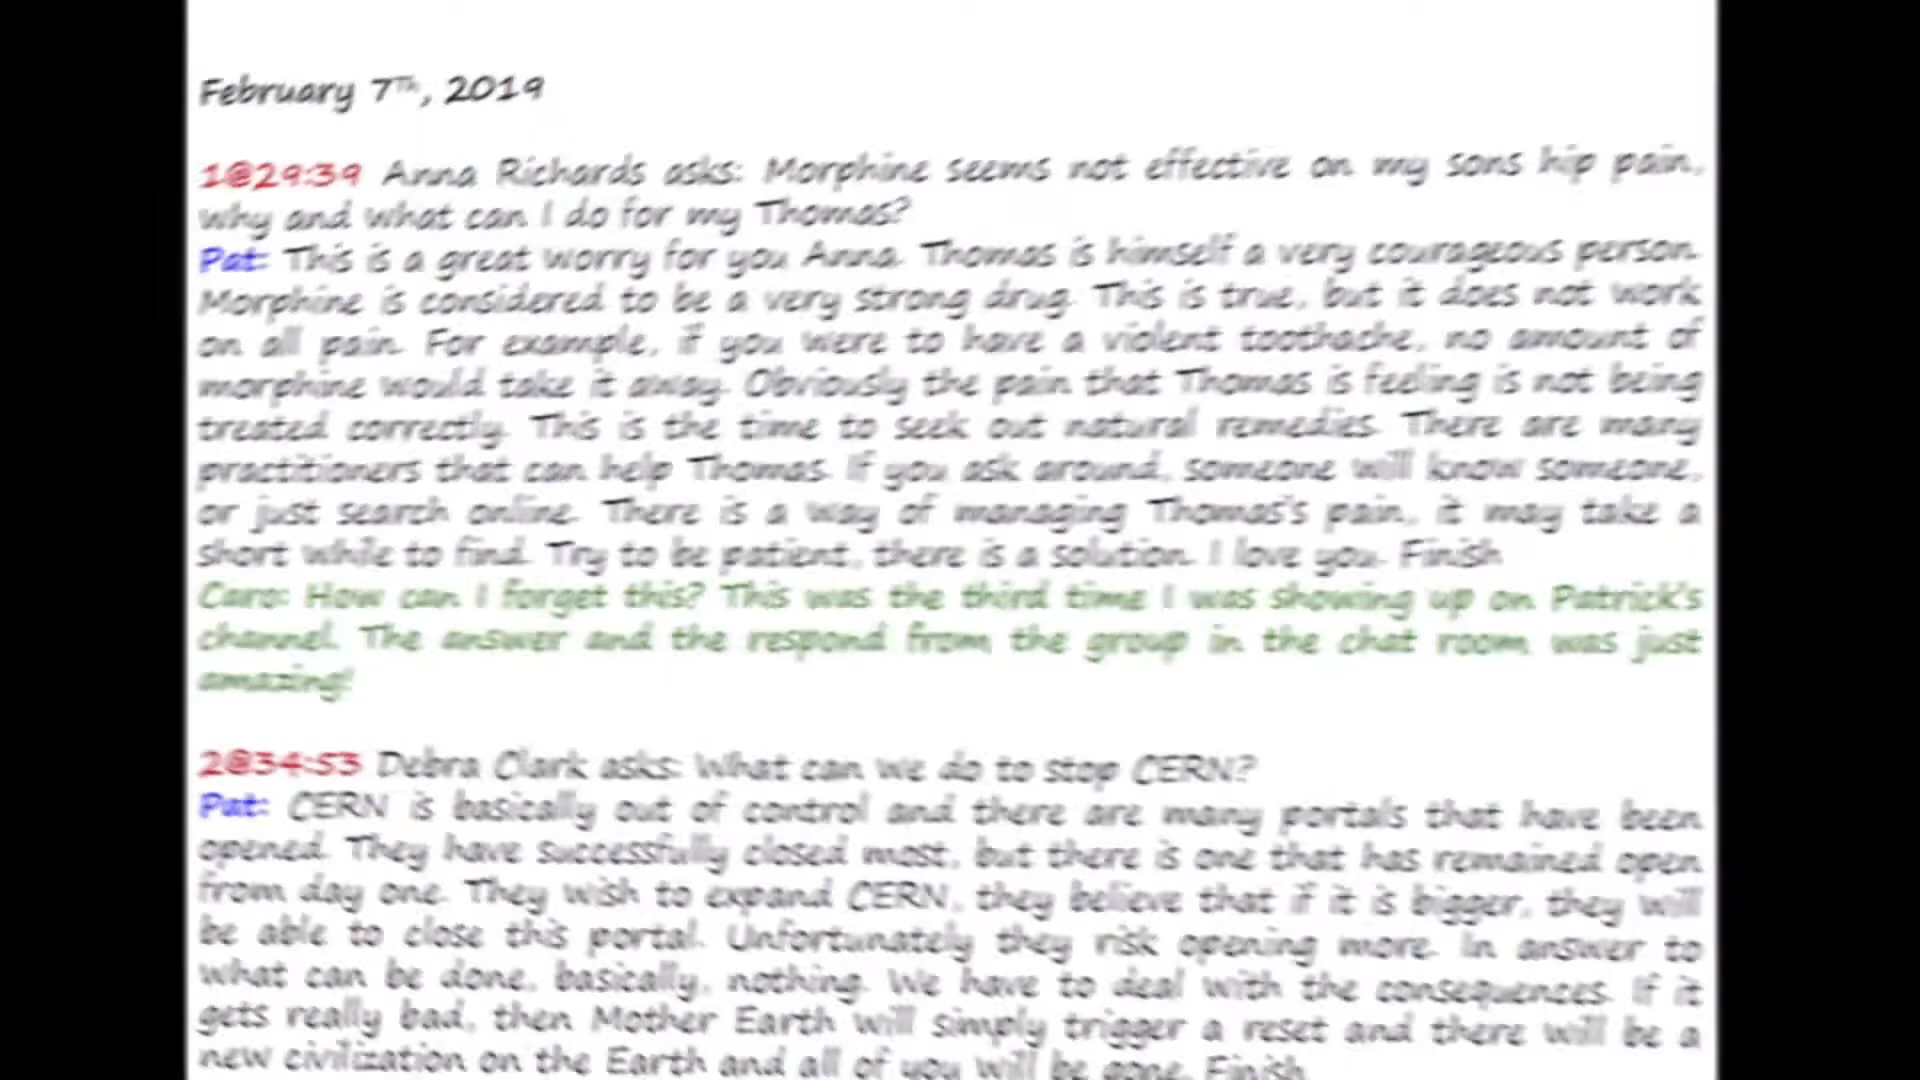 February 7Th, 2019
1@29:39 Anna Richards asks: Morphine seems not effective on my sons hip pain,
why and what can I do for my Thomas?
Pat: This is a great worry for you Anna. Thomas is himself a very courageous person.
Morphine is considered to be a very strong drug. This is true, but it does not work
on all pain. For example, if you were to have a violent toothache, no amount of
morphine would take it away. Obviously the pain that Thomas is feeling is not being
treated correctly. This is the time to seek out natural remedies. There are many
practitioners that can help Thomas. If you ask around, someone will know someone,
or just search online. There is a way of managing Thomas's pain, it may take a
short while to find. Try to be patient, there is a solution. I love you. Finish
Caro: How can I forget this? This was the third time I was showing up on Patrick's
channel. The answer and the respond from the group in the chat room was just
amazing!
2@34:53 Debra Clark asks: What can we do to stop CERN?
Pat: CERN is basically out of control and there are many portals that have been
opened. They have successfully closed most, but there is one that has remained open
from day one. They wish to expand CERN, they believe that if it is bigger, they will
be able to close this portal. Unfortunately they risk opening more. In answer to
what can be done, basically, nothing. We have to deal with the consequences. If it
gets really bad, then Mother Earth will simply trigger a reset and there will be a
new civilization on the Earth and all of you will be gone. Finish